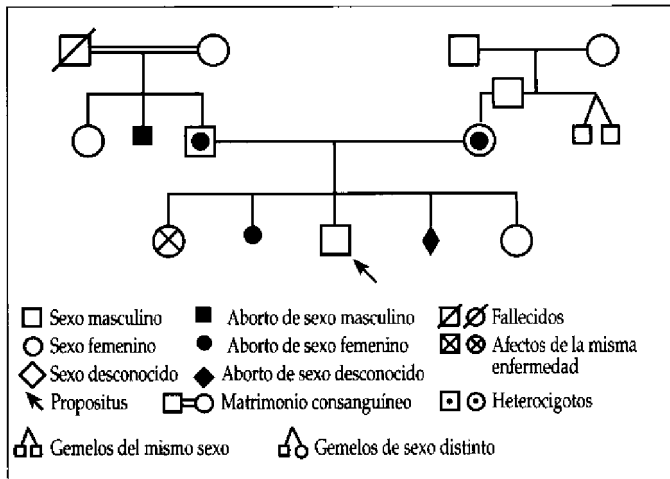 Sexo masculino Aborto de sexo masculino Fallecidos
Sexo femenino Aborto de sexo femenino Afectos de la misma
enfermedad
Sexo desconocido Aborto de sexo desconocido
Propositus Matrimonio consanguíneo Heterocigotos
Gemelos del mismo sexo Gemelos de sexo distinto